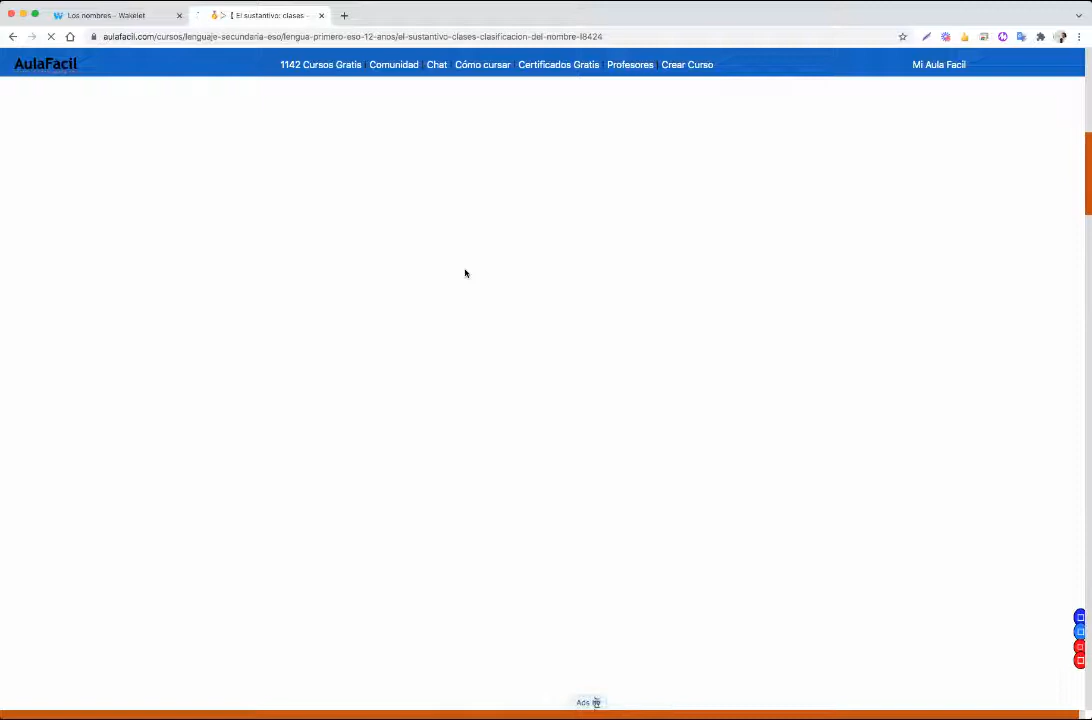 Los nombres - Wakelet
【 El sustantivo: clases -
aulafacil.com/cursos/lenguaje-secundaria-eso/lengua-primero-eso-12-anos/el-sustantivo-clases-clasificacion-del-nombre-l8424
AulaFacil 1142 Cursos Gratis Comunidad Chat Cómo cursar Certificados Gratis Profesores Crear Curso Mi Aula Facil
Ads